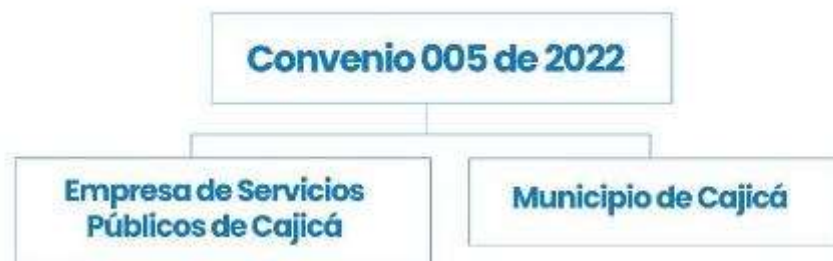 Convenio 005 de 2022
Empresa de Servicios
Públicos de Cajicá
Municipio de Cajicá